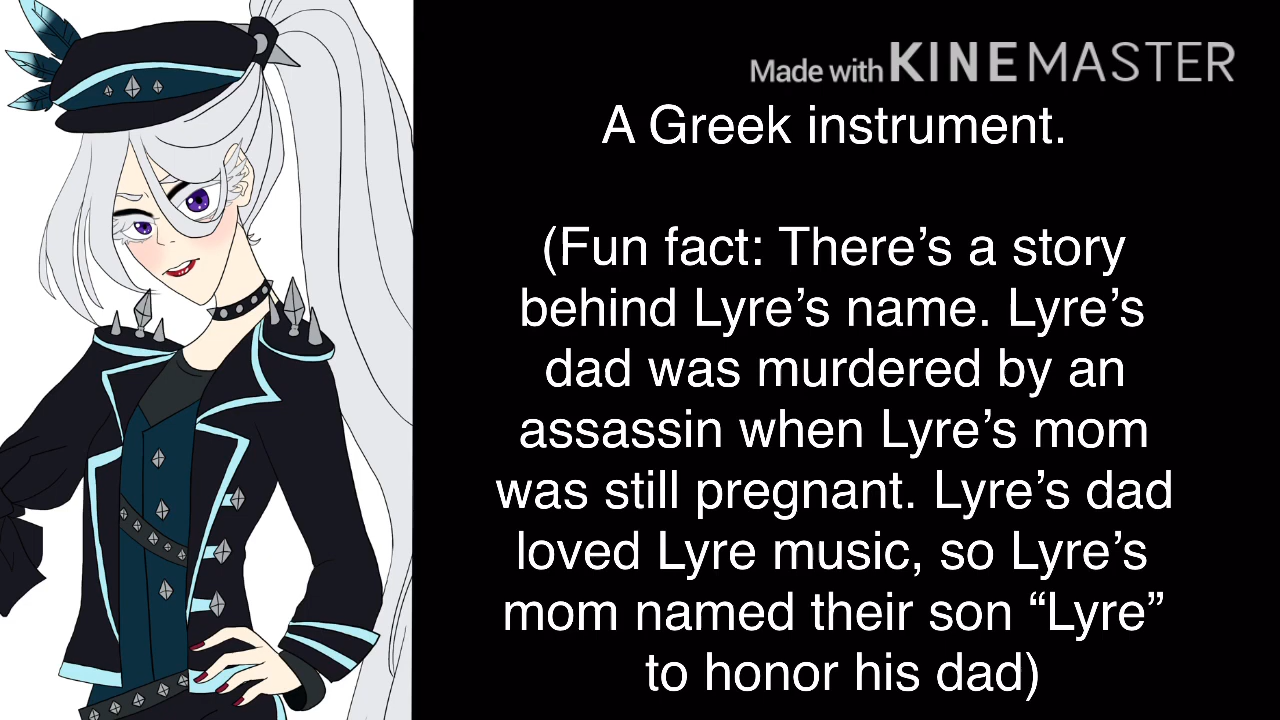 Made with KINEMASTER
A Greek instrument.
(Fun fact: There’s a story
behind Lyre’s name. Lyre’s
dad was murdered by an
assassin when Lyre’s mom
was still pregnant. Lyre’s dad
loved Lyre music, so Lyre’s
mom named their son “Lyre”
to honor his dad)